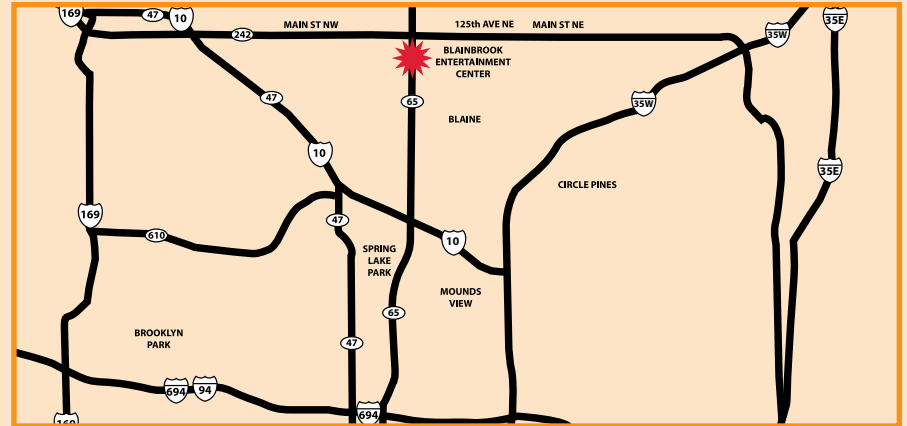 169
47
10
MAIN ST NW
125th AVE NE
MAIN ST NE
35W
35E
242
BLAINBROOK
ENTERTAINMENT
CENTER
47
65
35W
BLAINE
10
35E
CIRCLE PINES
169
47
610
10
SPRING
LAKE
PARK
MOUNDS
VIEW
65
BROOKLYN
PARK
47
694
94
694
169